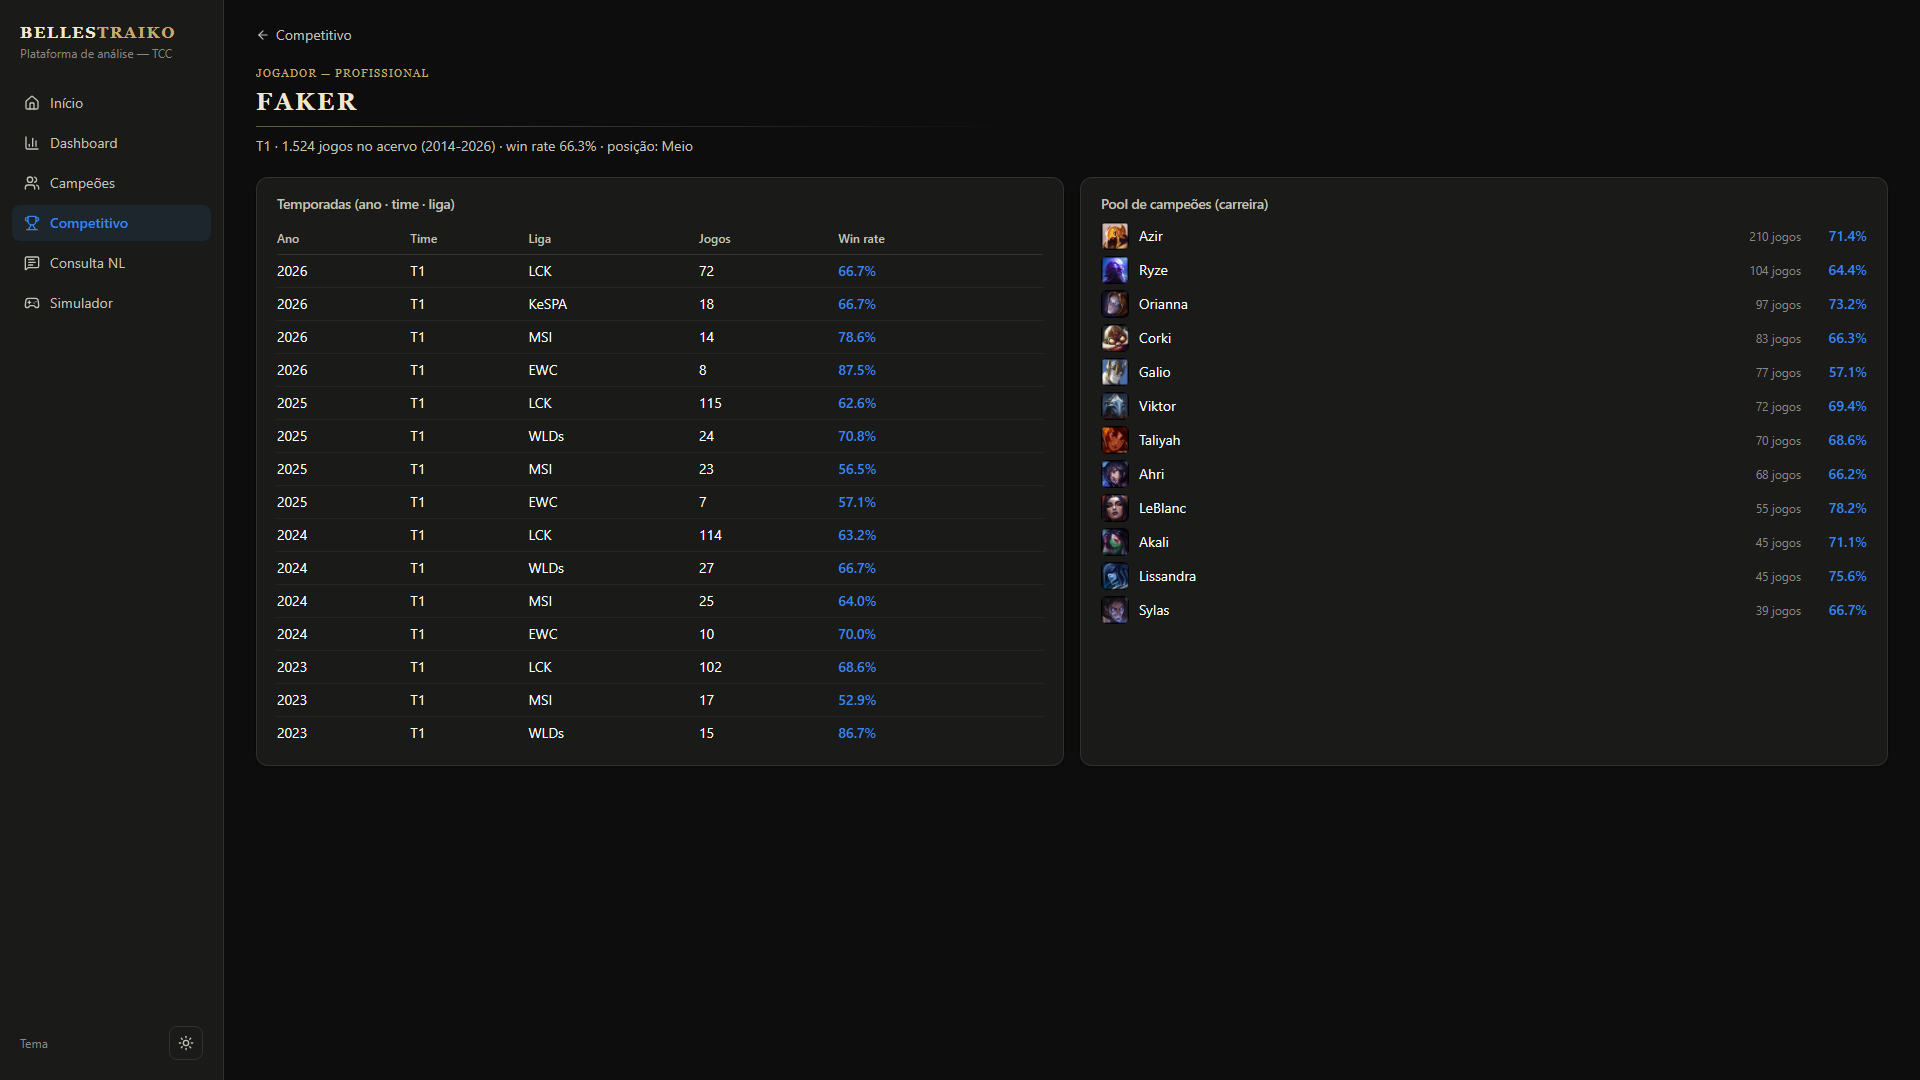 BELLESTRAIKO
Plataforma de análise — TCC
Início
Dashboard
Campeões
Competitivo
Consulta NL
Simulador
Tema
← Competitivo
JOGADOR — PROFISSIONAL
FAKER
T1 · 1.524 jogos no acervo (2014-2026) · win rate 66.3% · posição: Meio
Temporadas (ano · time · liga)
Ano Time Liga Jogos Win rate
2026 T1 LCK 72 66.7%
2026 T1 KeSPA 18 66.7%
2026 T1 MSI 14 78.6%
2026 T1 EWC 8 87.5%
2025 T1 LCK 115 62.6%
2025 T1 WLDs 24 70.8%
2025 T1 MSI 23 56.5%
2025 T1 EWC 7 57.1%
2024 T1 LCK 114 63.2%
2024 T1 WLDs 27 66.7%
2024 T1 MSI 25 64.0%
2024 T1 EWC 10 70.0%
2023 T1 LCK 102 68.6%
2023 T1 MSI 17 52.9%
2023 T1 WLDs 15 86.7%
Pool de campeões (carreira)
Azir 210 jogos 71.4%
Ryze 104 jogos 64.4%
Orianna 97 jogos 73.2%
Corki 83 jogos 66.3%
Galio 77 jogos 57.1%
Viktor 72 jogos 69.4%
Taliyah 70 jogos 68.6%
Ahri 68 jogos 66.2%
LeBlanc 55 jogos 78.2%
Akali 45 jogos 71.1%
Lissandra 45 jogos 75.6%
Sylas 39 jogos 66.7%